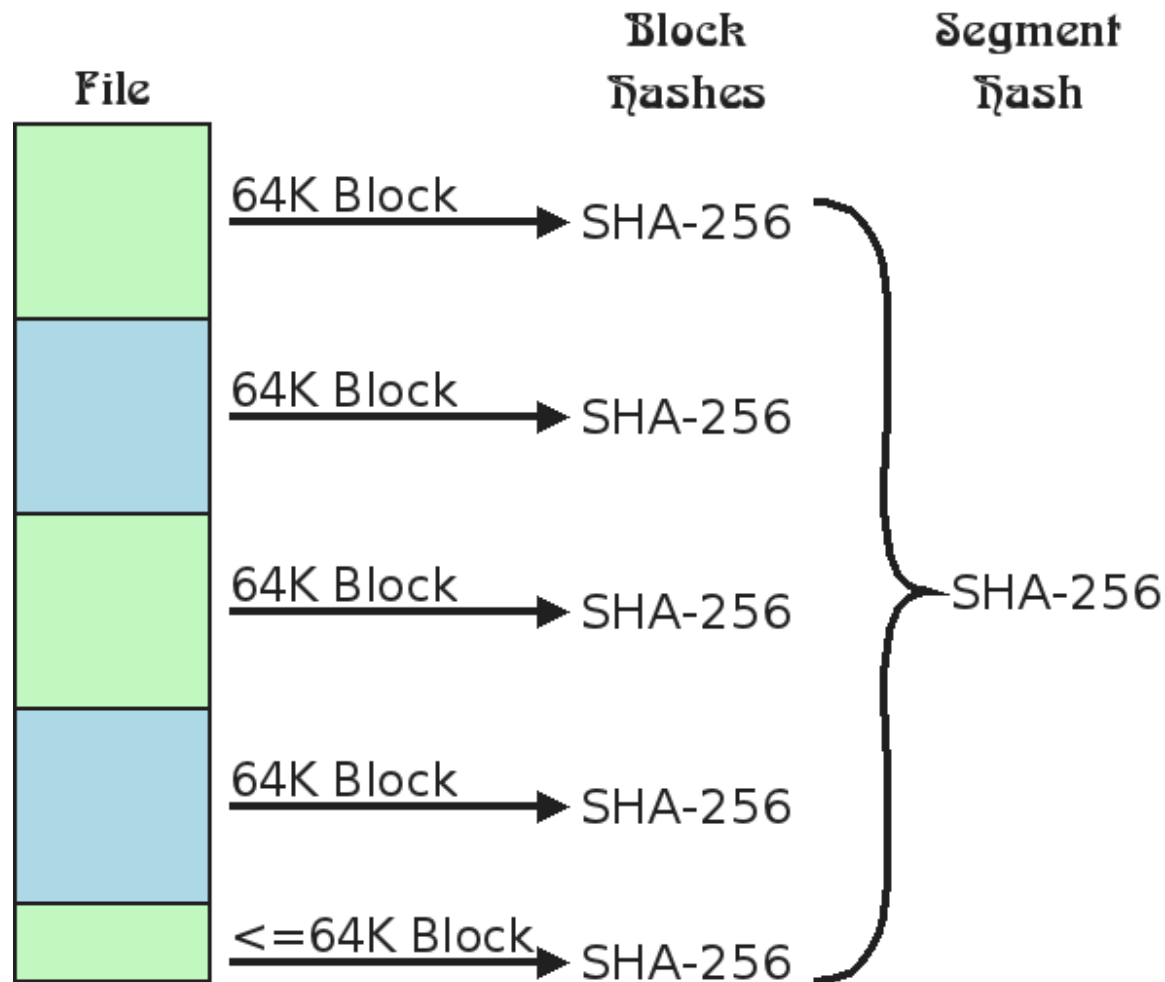 Block
Hashes
Segment
Hash
File
64K Block
SHA-256
64K Block
SHA-256
64K Block
SHA-256
SHA-256
64K Block
SHA-256
<=64K Block
SHA-256